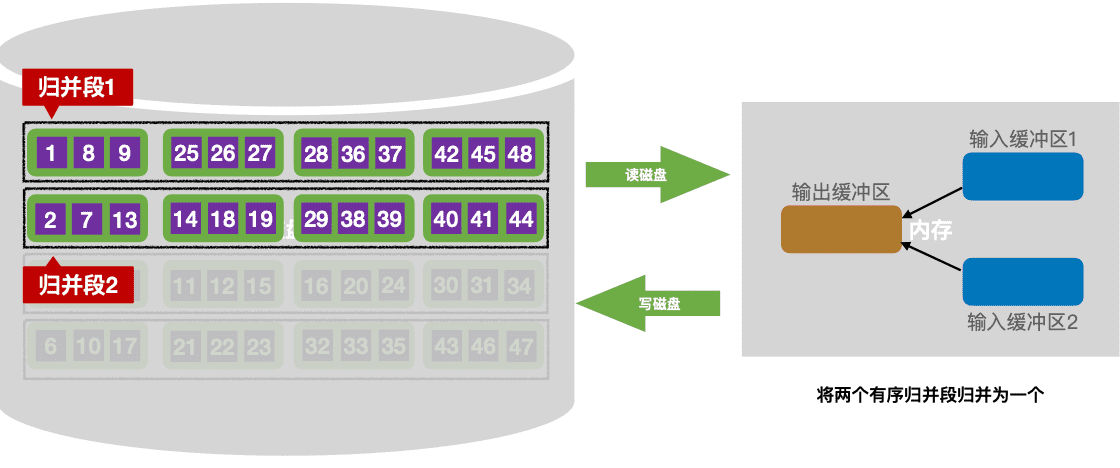 归并段1
1 8 9 25 26 27 28 36 37 42 45 48
2 7 13 14 18 19 29 38 39 40 41 44
归并段2
11 12 15 16 20 24 30 31 34
6 10 17 21 22 23 32 33 35 43 46 47
读磁盘
写磁盘
输入缓冲区1
输出缓冲区
内存
输入缓冲区2
将两个有序归并段归并为一个